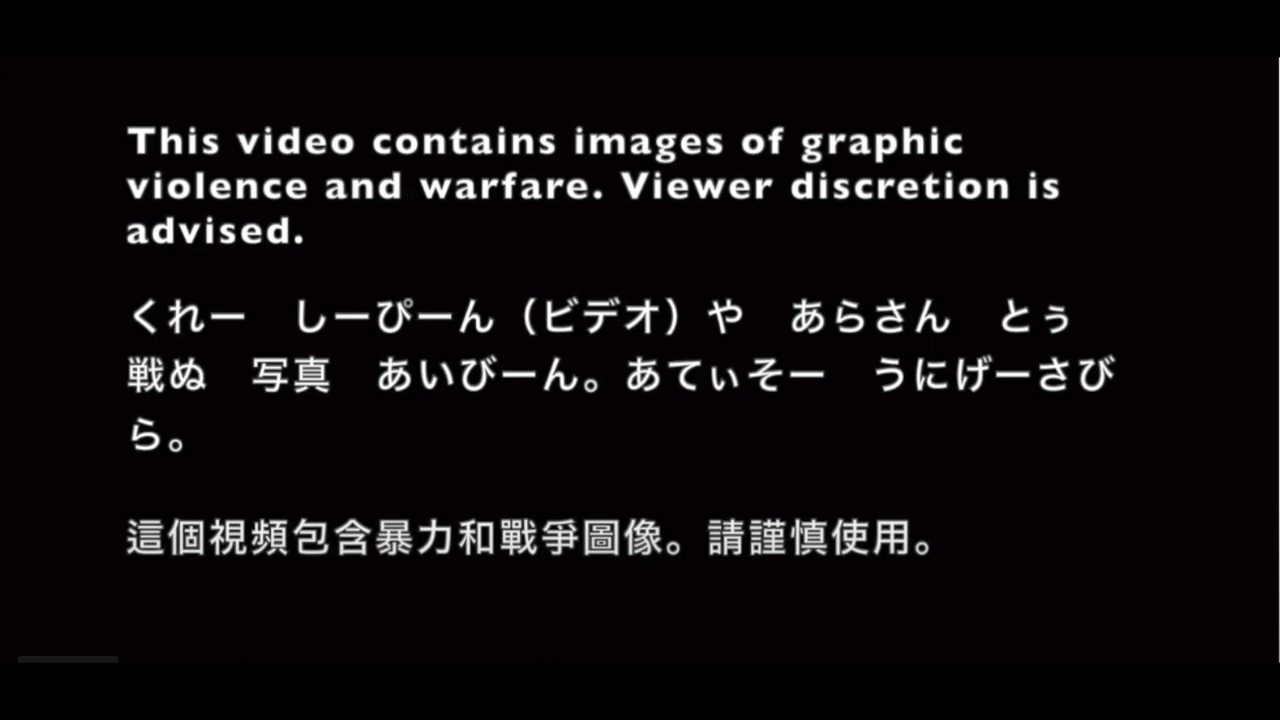 This video contains images of graphic
violence and warfare. Viewer discretion is
advised.
くれー　しーぴーん（ビデオ）や　あらさん　とぅ
戦ぬ　写真　あいびーん。あてぃそー　うにげーさび
ら。
這個視頻包含暴力和戰爭圖像。請謹慎使用。